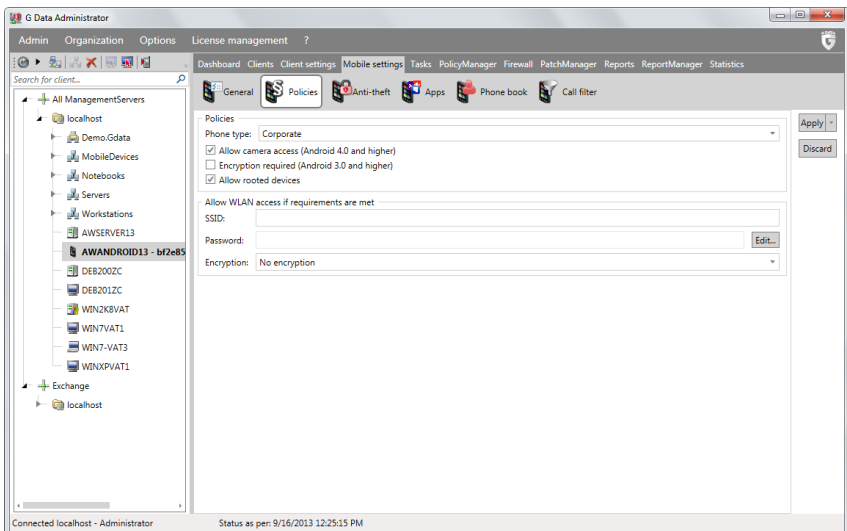 G Data Administrator
Admin Organization Options License management ?
Search for client...
Dashboard Clients Client settings Mobile settings Tasks PolicyManager Firewall PatchManager Reports ReportManager Statistics
General Policies Anti-theft Apps Phone book Call filter
All ManagementServers
localhost
Demo.Gdata
MobileDevices
Notebooks
Servers
Workstations
AWSERVER13
AWANDROID13 - bf2e85
DEB200ZC
DEB201ZC
WIN2K8VAT
WIN7VAT1
WIN7-VAT3
WINXPVAT1
Exchange
localhost
Policies
Phone type: Corporate
Allow camera access (Android 4.0 and higher)
Encryption required (Android 3.0 and higher)
Allow rooted devices
Allow WLAN access if requirements are met
SSID:
Password: Edit...
Encryption: No encryption
Apply
Discard
Connected localhost - Administrator Status as per: 9/16/2013 12:25:15 PM